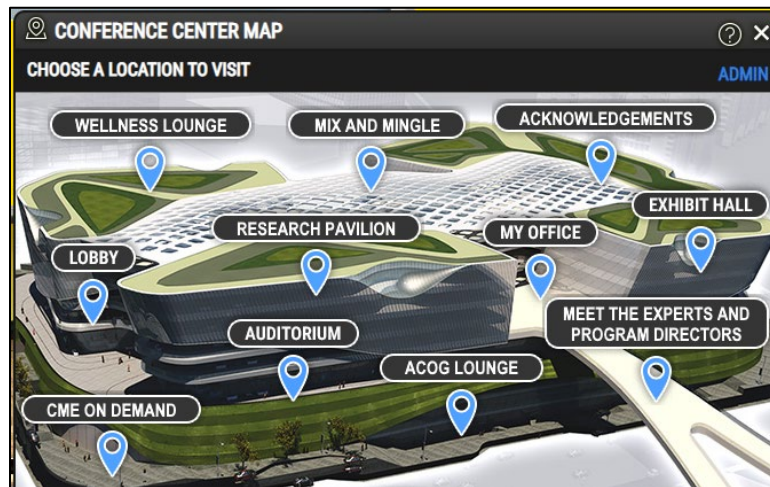 CONFERENCE CENTER MAP
CHOOSE A LOCATION TO VISIT
ADMIN
WELLNESS LOUNGE
MIX AND MINGLE
ACKNOWLEDGEMENTS
EXHIBIT HALL
RESEARCH PAVILION
MY OFFICE
LOBBY
MEET THE EXPERTS AND
PROGRAM DIRECTORS
AUDITORIUM
ACOG LOUNGE
CME ON DEMAND